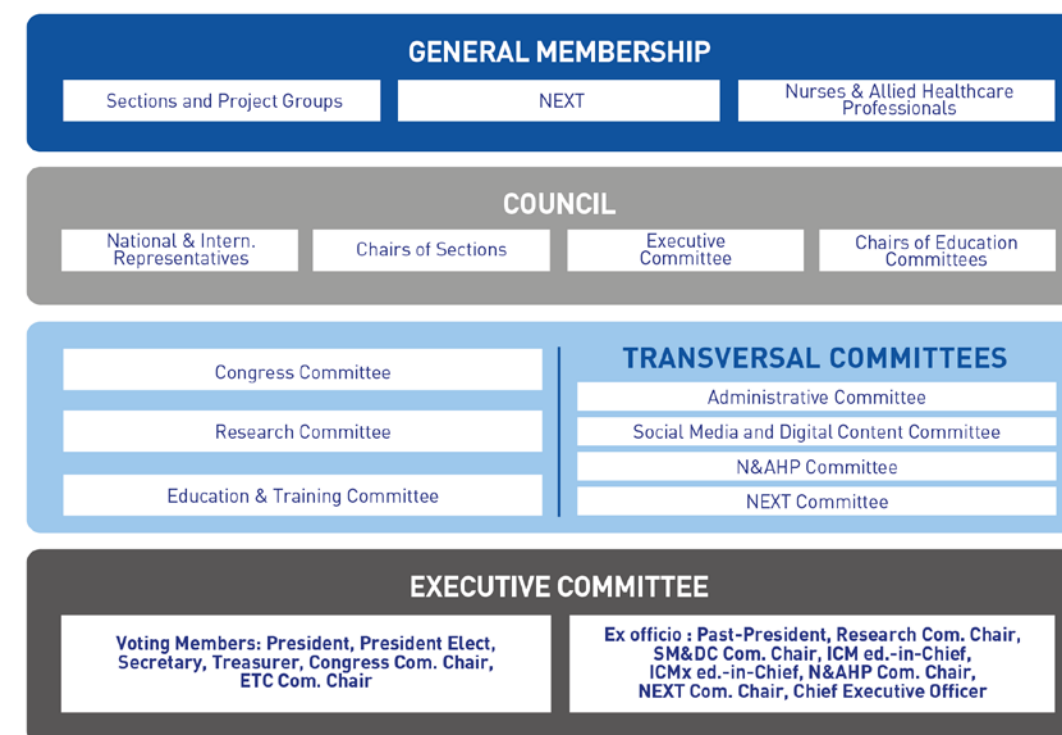 GENERAL MEMBERSHIP
Sections and Project Groups
NEXT
Nurses & Allied Healthcare
Professionals
COUNCIL
National & Intern.
Representatives
Chairs of Sections
Executive
Committee
Chairs of Education
Committees
Congress Committee
Research Committee
Education & Training Committee
TRANSVERSAL COMMITTEES
Administrative Committee
Social Media and Digital Content Committee
N&AHP Committee
NEXT Committee
EXECUTIVE COMMITTEE
Voting Members: President, President Elect,
Secretary, Treasurer, Congress Com. Chair,
ETC Com. Chair
Ex officio : Past-President, Research Com. Chair,
SM&DC Com. Chair, ICM ed.-in-Chief,
ICMx ed.-in-Chief, N&AHP Com. Chair,
NEXT Com. Chair, Chief Executive Officer